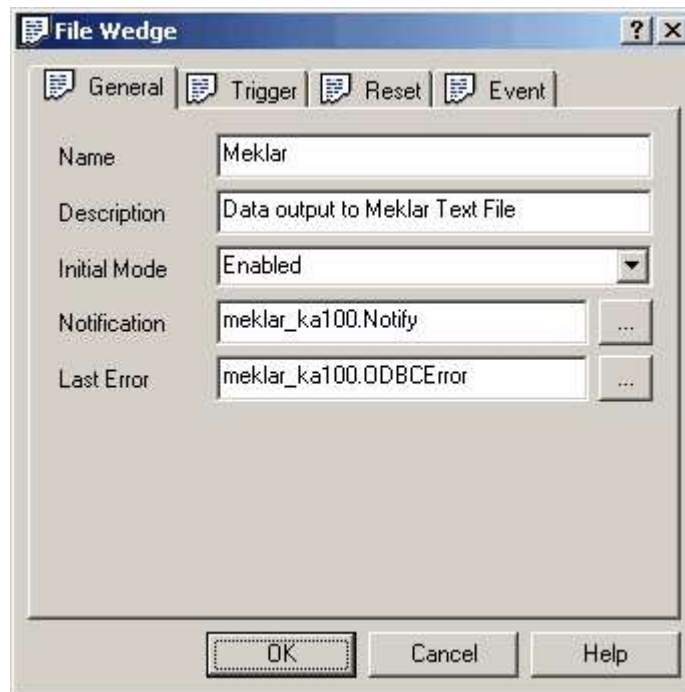 File Wedge
General Trigger Reset Event
Name Meklar
Description Data output to Meklar Text File
Initial Mode Enabled
Notification meklar_ka100.Notify ...
Last Error meklar_ka100.ODBCError ...
OK Cancel Help